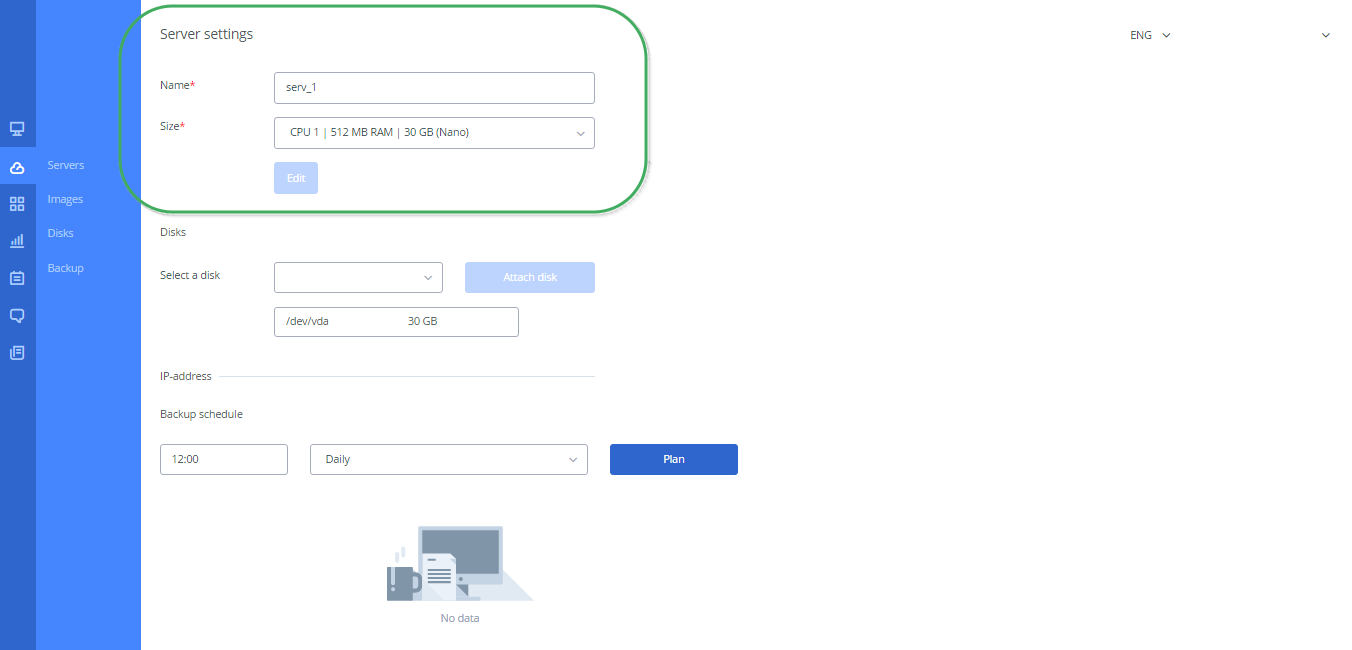 Server settings
ENG
Name*
serv_1
Size*
CPU 1 | 512 MB RAM | 30 GB (Nano)
Edit
Servers
Images
Disks
Backup
Disks
Select a disk
Attach disk
/dev/vda 30 GB
IP-address
Backup schedule
12:00
Daily
Plan
No data